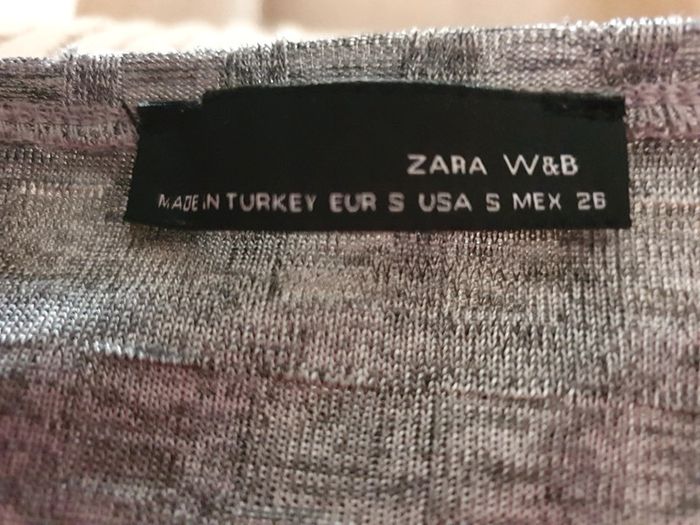 ZARA W&B
MADE IN TURKEY EUR S USA S MEX 26